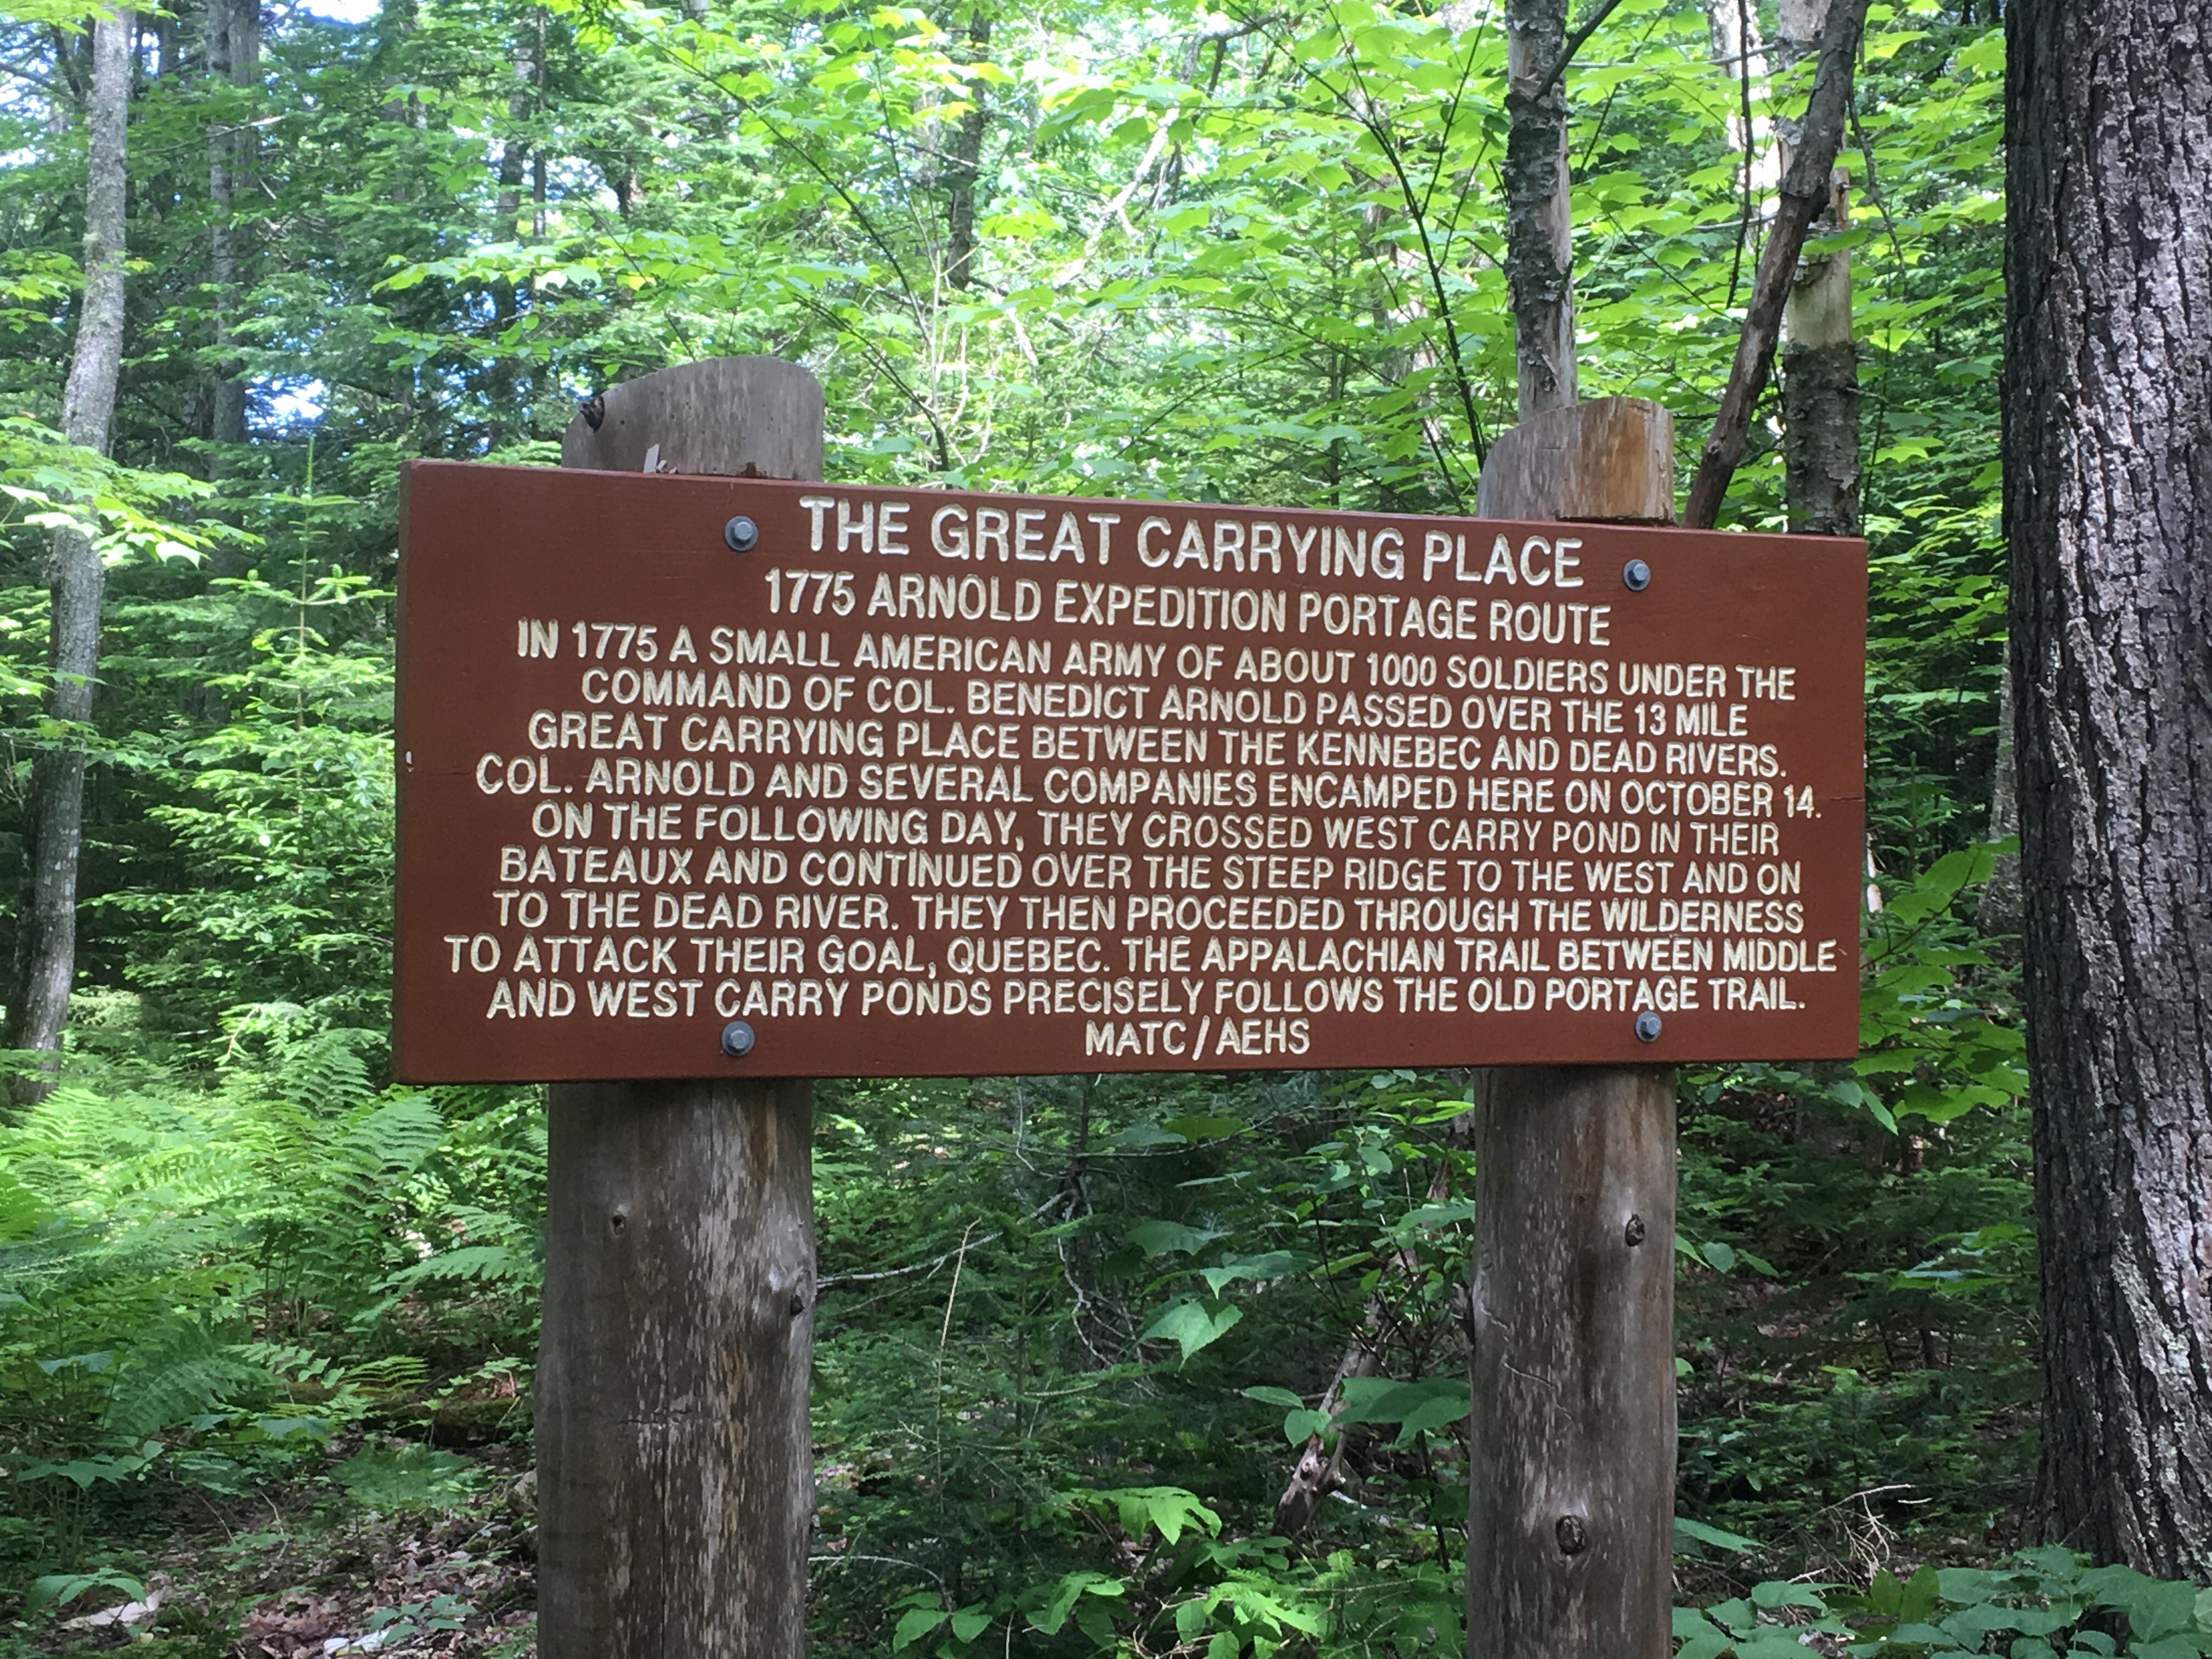 THE GREAT CARRYING PLACE
1775 ARNOLD EXPEDITION PORTAGE ROUTE
IN 1775 A SMALL AMERICAN ARMY OF ABOUT 1000 SOLDIERS UNDER THE
COMMAND OF COL. BENEDICT ARNOLD PASSED OVER THE 13 MILE
GREAT CARRYING PLACE BETWEEN THE KENNEBEC AND DEAD RIVERS.
COL. ARNOLD AND SEVERAL COMPANIES ENCAMPED HERE ON OCTOBER 14.
ON THE FOLLOWING DAY, THEY CROSSED WEST CARRY POND IN THEIR
BATEAUX AND CONTINUED OVER THE STEEP RIDGE TO THE WEST AND ON
TO THE DEAD RIVER. THEY THEN PROCEEDED THROUGH THE WILDERNESS
TO ATTACK THEIR GOAL, QUEBEC. THE APPALACHIAN TRAIL BETWEEN MIDDLE
AND WEST CARRY PONDS PRECISELY FOLLOWS THE OLD PORTAGE TRAIL.
MATC/AEHS